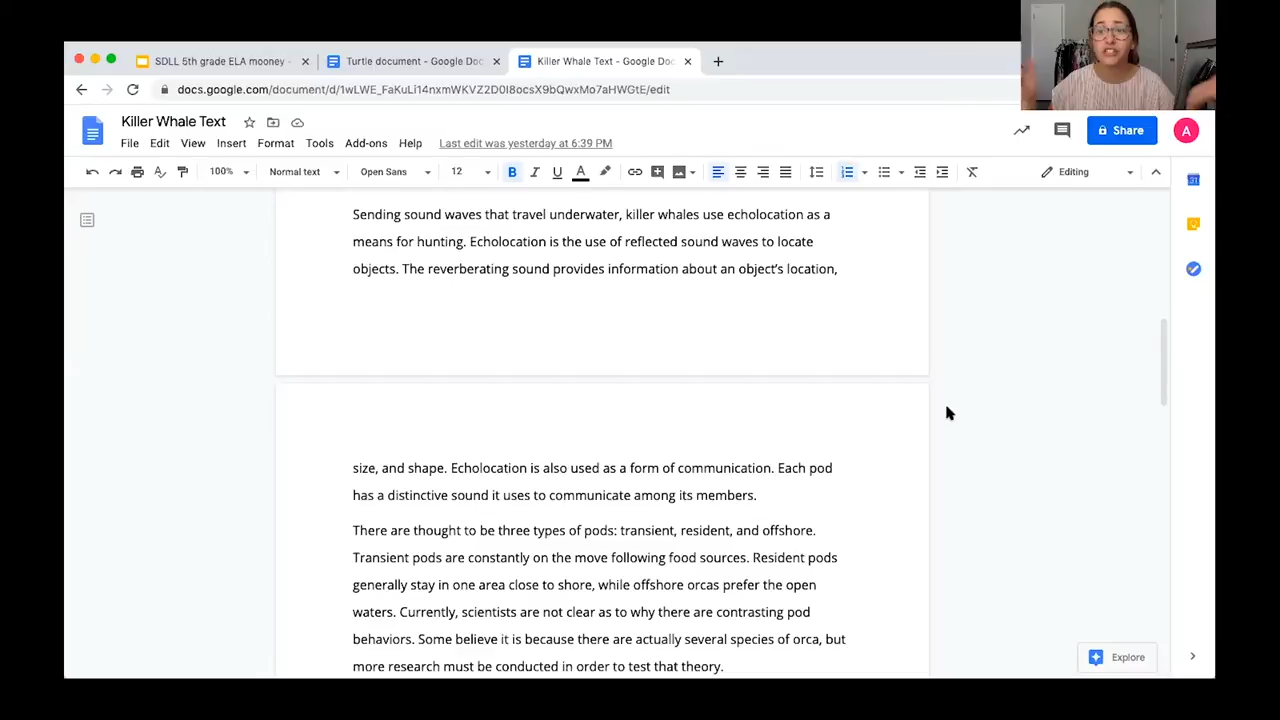 SDLL 5th grade ELA mooney
Turtle document - Google Doc
Killer Whale Text - Google Doc
docs.google.com/document/d/1wLWE_FaKuLi14nxmWKVZ2D0I8ocsX9bQwxMo7aHWGtE/edit
Killer Whale Text
File Edit View Insert Format Tools Add-ons Help Last edit was yesterday at 6:39 PM
Share
A
100% Normal text Open Sans 12 B I U A Editing
Sending sound waves that travel underwater, killer whales use echolocation as a
means for hunting. Echolocation is the use of reflected sound waves to locate
objects. The reverberating sound provides information about an object’s location,
size, and shape. Echolocation is also used as a form of communication. Each pod
has a distinctive sound it uses to communicate among its members.
There are thought to be three types of pods: transient, resident, and offshore.
Transient pods are constantly on the move following food sources. Resident pods
generally stay in one area close to shore, while offshore orcas prefer the open
waters. Currently, scientists are not clear as to why there are contrasting pod
behaviors. Some believe it is because there are actually several species of orca, but
more research must be conducted in order to test that theory.
Explore